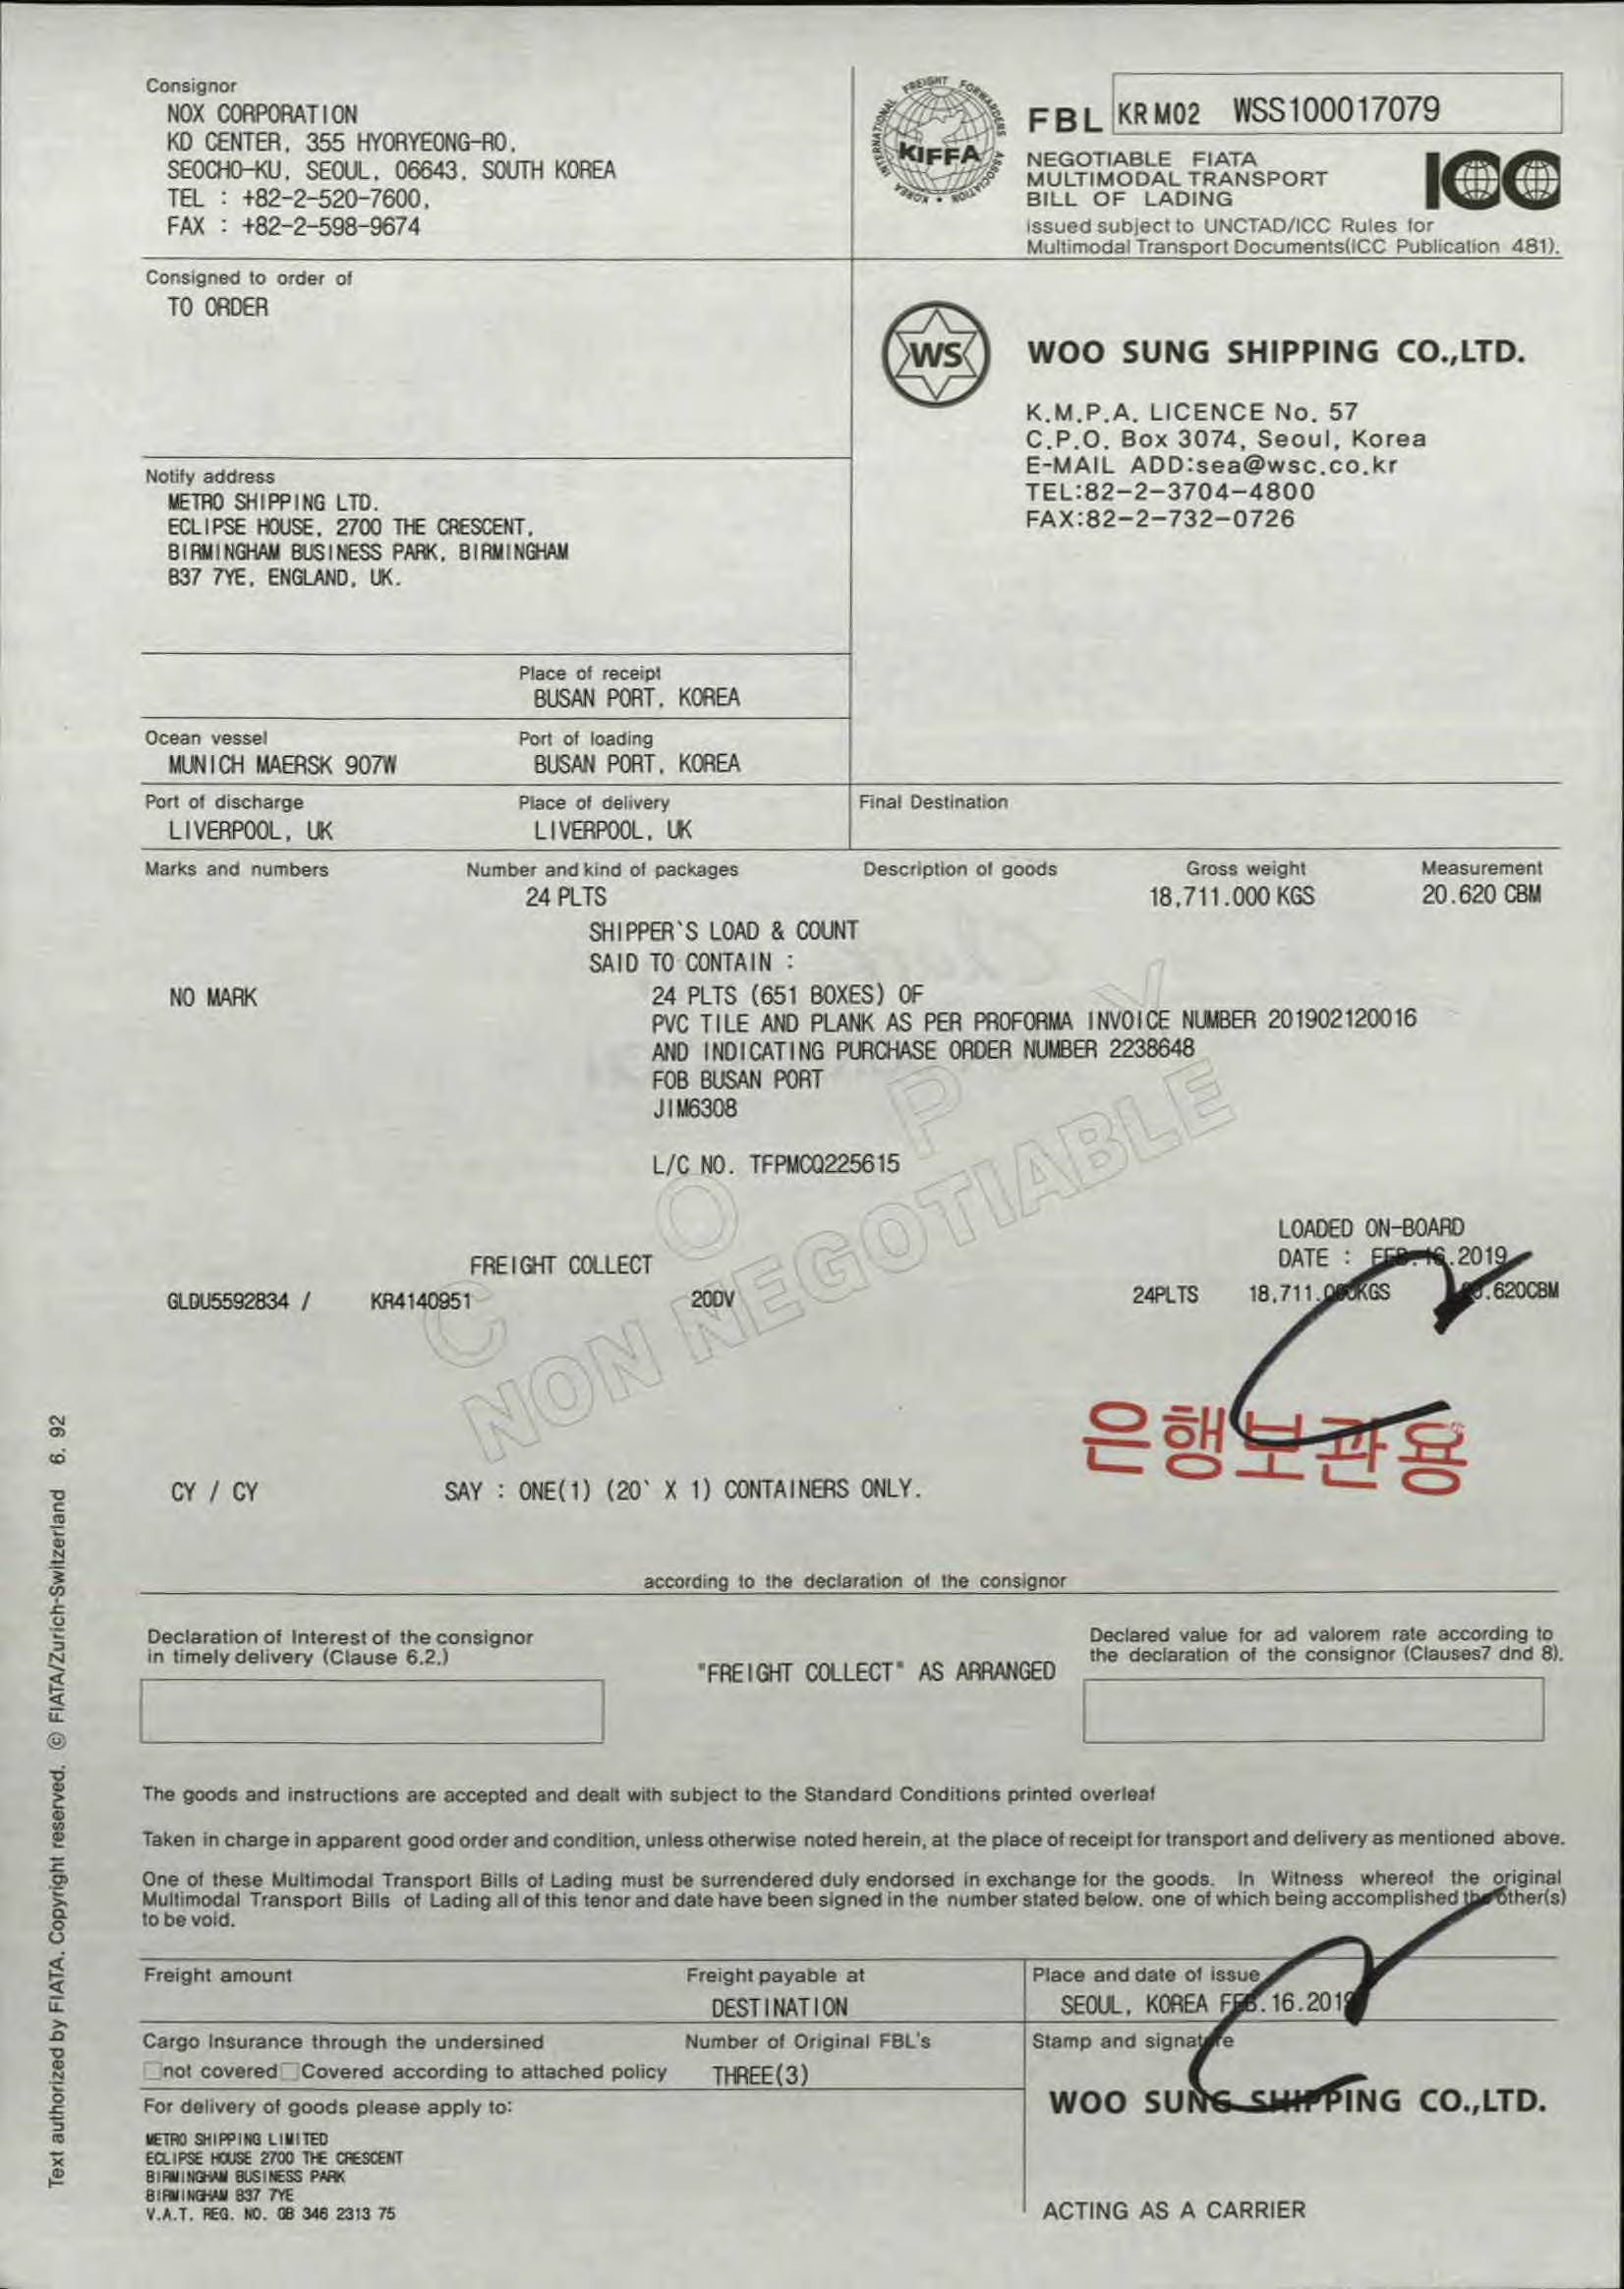 Consignor
NOX CORPORATION
KD CENTER, 355 HYORYEONG-RO,
SEOCHO-KU, SEOUL, 06643, SOUTH KOREA
TEL : +82-2-520-7600,
FAX : +82-2-598-9674
KOREA INTERNATIONAL FREIGHT FORWARDERS ASSOCIATION
KIFFA
FBL KR M02 WSS100017079
NEGOTIABLE FIATA
MULTIMODAL TRANSPORT
BILL OF LADING
ICC
issued subject to UNCTAD/ICC Rules for
Multimodal Transport Documents(ICC Publication 481).
Consigned to order of
TO ORDER
WS
WOO SUNG SHIPPING CO.,LTD.
K.M.P.A. LICENCE No. 57
C.P.O. Box 3074, Seoul, Korea
E-MAIL ADD:sea@wsc.co.kr
TEL:82-2-3704-4800
FAX:82-2-732-0726
Notify address
METRO SHIPPING LTD.
ECLIPSE HOUSE, 2700 THE CRESCENT,
BIRMINGHAM BUSINESS PARK, BIRMINGHAM
B37 7YE, ENGLAND, UK.
Place of receipt
BUSAN PORT, KOREA
Ocean vessel Port of loading
MUNICH MAERSK 907W BUSAN PORT, KOREA
Port of discharge Place of delivery Final Destination
LIVERPOOL, UK LIVERPOOL, UK
Marks and numbers Number and kind of packages Description of goods Gross weight Measurement
24 PLTS 18,711.000 KGS 20.620 CBM
SHIPPER`S LOAD & COUNT
SAID TO CONTAIN :
NO MARK 24 PLTS (651 BOXES) OF
PVC TILE AND PLANK AS PER PROFORMA INVOICE NUMBER 201902120016
AND INDICATING PURCHASE ORDER NUMBER 2238648
FOB BUSAN PORT
JIM6308
L/C NO. TFPMCQ225615
COPY
NON NEGOTIABLE
LOADED ON-BOARD
FREIGHT COLLECT DATE : FEB.16.2019
GLDU5592834 / KR4140951 20DV 24PLTS 18,711.000KGS 20.620CBM
은행보관용
CY / CY SAY : ONE(1) (20` X 1) CONTAINERS ONLY.
according to the declaration of the consignor
Declaration of Interest of the consignor
in timely delivery (Clause 6.2.)
"FREIGHT COLLECT" AS ARRANGED
Declared value for ad valorem rate according to
the declaration of the consignor (Clauses7 dnd 8).
The goods and instructions are accepted and dealt with subject to the Standard Conditions printed overleaf
Taken in charge in apparent good order and condition, unless otherwise noted herein, at the place of receipt for transport and delivery as mentioned above.
One of these Multimodal Transport Bills of Lading must be surrendered duly endorsed in exchange for the goods. In Witness whereof the original
Multimodal Transport Bills of Lading all of this tenor and date have been signed in the number stated below, one of which being accomplished the other(s)
to be void.
Freight amount Freight payable at Place and date of issue
DESTINATION SEOUL, KOREA FEB.16.2019
Cargo Insurance through the undersined Number of Original FBL's Stamp and signature
not covered Covered according to attached policy THREE(3)
WOO SUNG SHIPPING CO.,LTD.
For delivery of goods please apply to:
METRO SHIPPING LIMITED
ECLIPSE HOUSE 2700 THE CRESCENT
BIRMINGHAM BUSINESS PARK
BIRMINGHAM B37 7YE
V.A.T. REG. NO. GB 346 2313 75
ACTING AS A CARRIER
Text authorized by FIATA. Copyright reserved. © FIATA/Zurich-Switzerland 6. 92